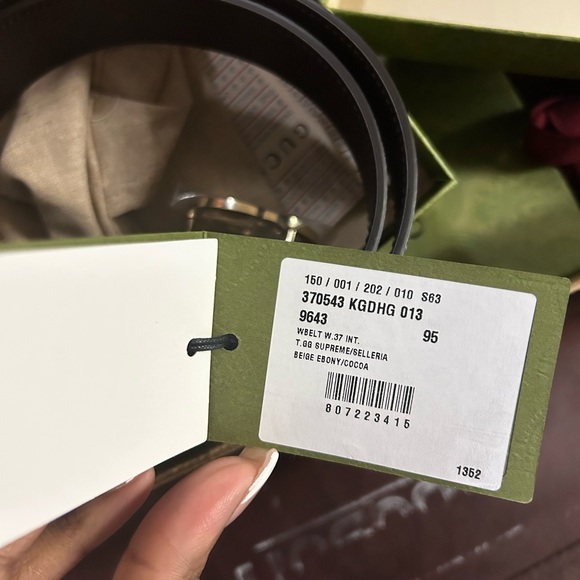 GUC
150 / 001 / 202 / 010 S63
370543 KGDHG 013
9643 95
WBELT W.37 INT.
T.GG SUPREME/SELLERIA
BEIGE EBONY/COCOA
807223415
1352